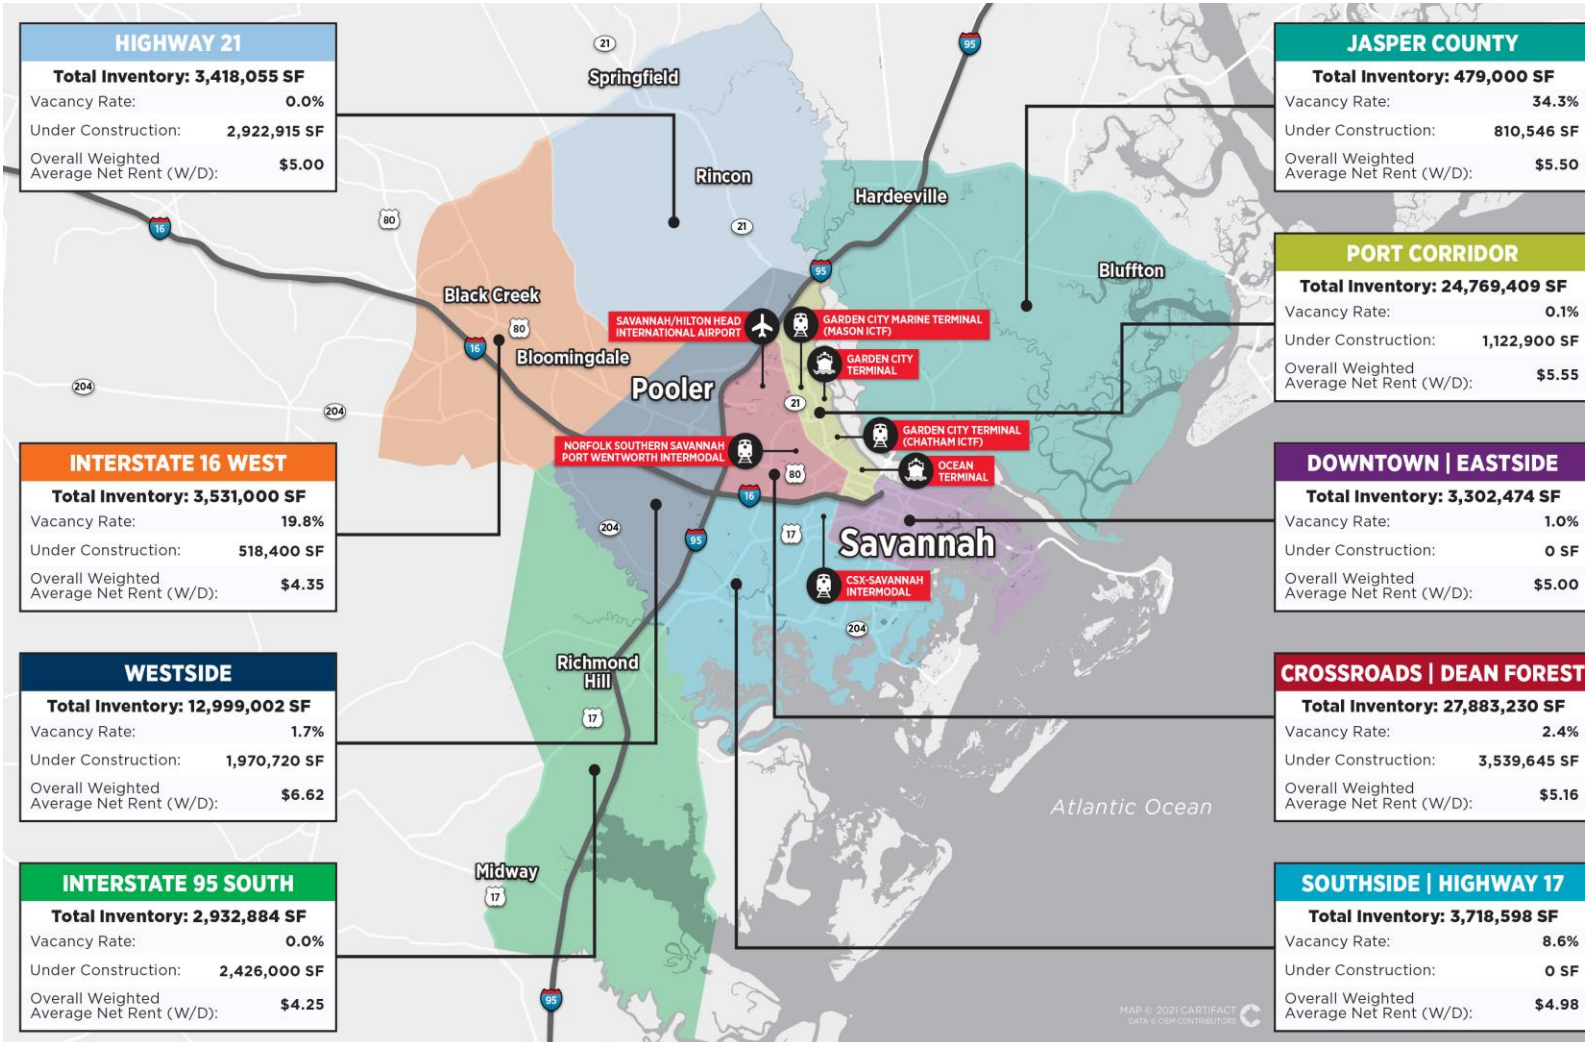 HIGHWAY 21
Total Inventory: 3,418,055 SF
Vacancy Rate: 0.0%
Under Construction: 2,922,915 SF
Overall Weighted
Average Net Rent (W/D): $5.00
INTERSTATE 16 WEST
Total Inventory: 3,531,000 SF
Vacancy Rate: 19.8%
Under Construction: 518,400 SF
Overall Weighted
Average Net Rent (W/D): $4.35
WESTSIDE
Total Inventory: 12,999,002 SF
Vacancy Rate: 1.7%
Under Construction: 1,970,720 SF
Overall Weighted
Average Net Rent (W/D): $6.62
INTERSTATE 95 SOUTH
Total Inventory: 2,932,884 SF
Vacancy Rate: 0.0%
Under Construction: 2,426,000 SF
Overall Weighted
Average Net Rent (W/D): $4.25
21
Springfield
95
Rincon
Hardeeville
21
80
16
95
Bluffton
Black Creek
80
SAVANNAH/HILTON HEAD
INTERNATIONAL AIRPORT
GARDEN CITY MARINE TERMINAL
(MASON ICTF)
16
Bloomingdale
GARDEN CITY
TERMINAL
204
Pooler
21
204
GARDEN CITY TERMINAL
(CHATHAM ICTF)
NORFOLK SOUTHERN SAVANNAH
PORT WENTWORTH INTERMODAL
80
OCEAN
TERMINAL
16
204
17
95
Savannah
CSX-SAVANNAH
INTERMODAL
204
Richmond
Hill
17
Atlantic Ocean
Midway
17
95
MAP © 2021 CARTIFACT
DATA © OSM CONTRIBUTORS
JASPER COUNTY
Total Inventory: 479,000 SF
Vacancy Rate: 34.3%
Under Construction: 810,546 SF
Overall Weighted
Average Net Rent (W/D): $5.50
PORT CORRIDOR
Total Inventory: 24,769,409 SF
Vacancy Rate: 0.1%
Under Construction: 1,122,900 SF
Overall Weighted
Average Net Rent (W/D): $5.55
DOWNTOWN | EASTSIDE
Total Inventory: 3,302,474 SF
Vacancy Rate: 1.0%
Under Construction: 0 SF
Overall Weighted
Average Net Rent (W/D): $5.00
CROSSROADS | DEAN FOREST
Total Inventory: 27,883,230 SF
Vacancy Rate: 2.4%
Under Construction: 3,539,645 SF
Overall Weighted
Average Net Rent (W/D): $5.16
SOUTHSIDE | HIGHWAY 17
Total Inventory: 3,718,598 SF
Vacancy Rate: 8.6%
Under Construction: 0 SF
Overall Weighted
Average Net Rent (W/D): $4.98